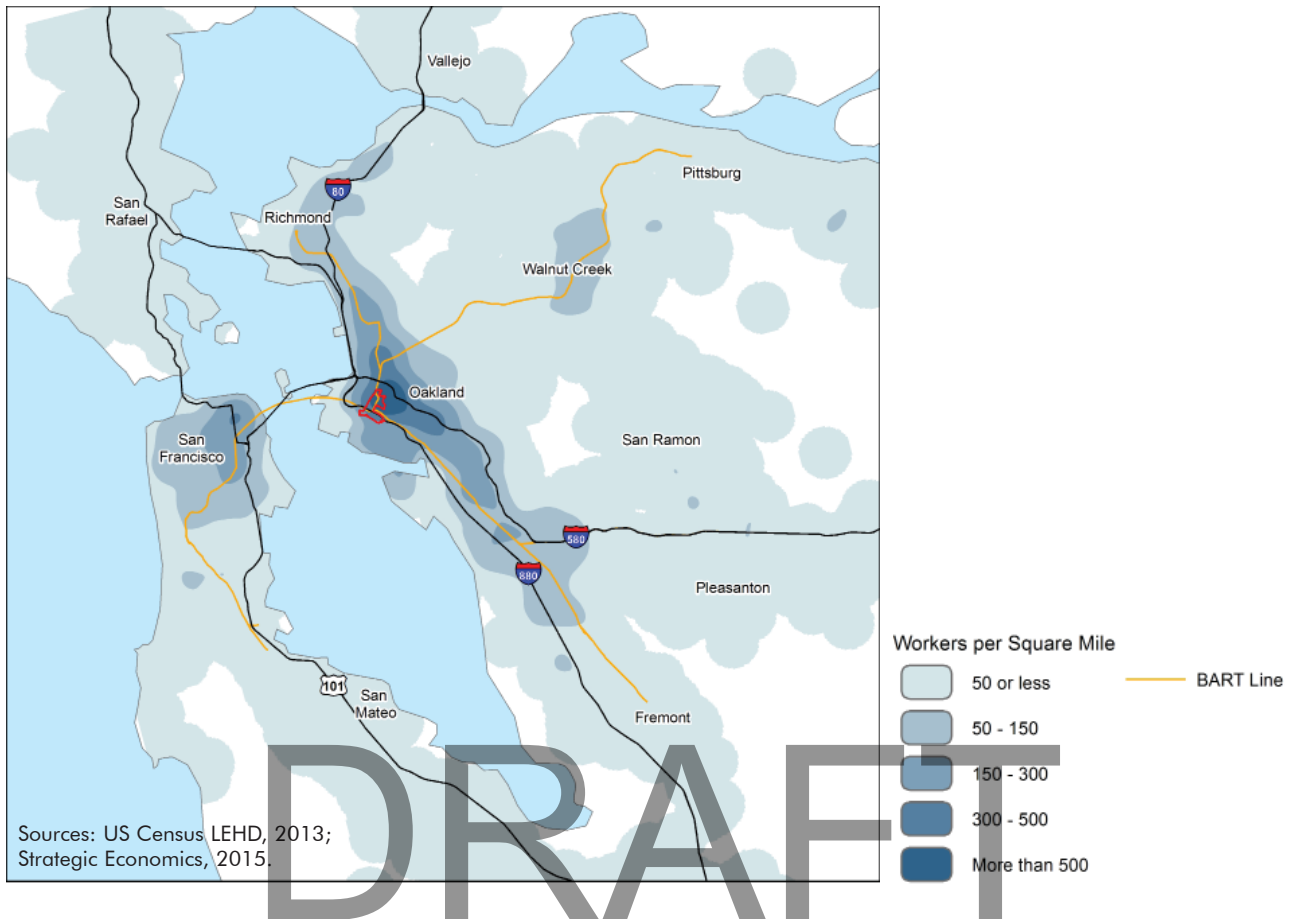 Vallejo
Pittsburg
80
San
Rafael
Richmond
Walnut Creek
Oakland
San
Francisco
San Ramon
580
880
Pleasanton
101
San
Mateo
Fremont
Workers per Square Mile
50 or less
BART Line
50 - 150
150 - 300
300 - 500
More than 500
DRAFT
Sources: US Census LEHD, 2013;
Strategic Economics, 2015.